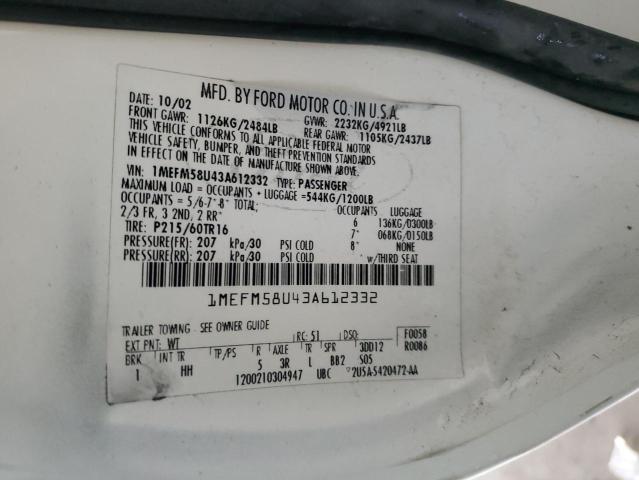 MFD. BY FORD MOTOR CO. IN U.S.A.
DATE: 10/02
FRONT GAWR: 1126KG/2484LB
GVWR: 2232KG/4921LB
REAR GAWR: 1105KG/2437LB
THIS VEHICLE CONFORMS TO ALL APPLICABLE FEDERAL MOTOR
VEHICLE SAFETY, BUMPER, AND THEFT PREVENTION STANDARDS
IN EFFECT ON THE DATE OF MANUFACTURE SHOWN ABOVE.
VIN: 1MEFM58U43A612332 TYPE: PASSENGER
MAXIMUM LOAD = OCCUPANTS + LUGGAGE = 544KG/1200LB
OCCUPANTS = 5/6-7*-8* TOTAL: OCCUPANTS LUGGAGE
2/3 FR, 3 2ND, 2 RR* 6 136KG/0300LB
TIRE: P215/60TR16 7* 068KG/0150LB
PRESSURE(FR): 207 kPa/30 PSI COLD 8* NONE
PRESSURE(RR): 207 kPa/30 PSI COLD * w/THIRD SEAT
1MEFM58U43A612332
TRAILER TOWING - SEE OWNER GUIDE
EXT PNT: WT RC: 51 DSO: F0058
BRK INT TR TP/PS R AXLE TR SPR 3DD12 R0086
1 HH S 3R L BB2 SOS
1200210304947 UBC 2U5A-5420472-AA